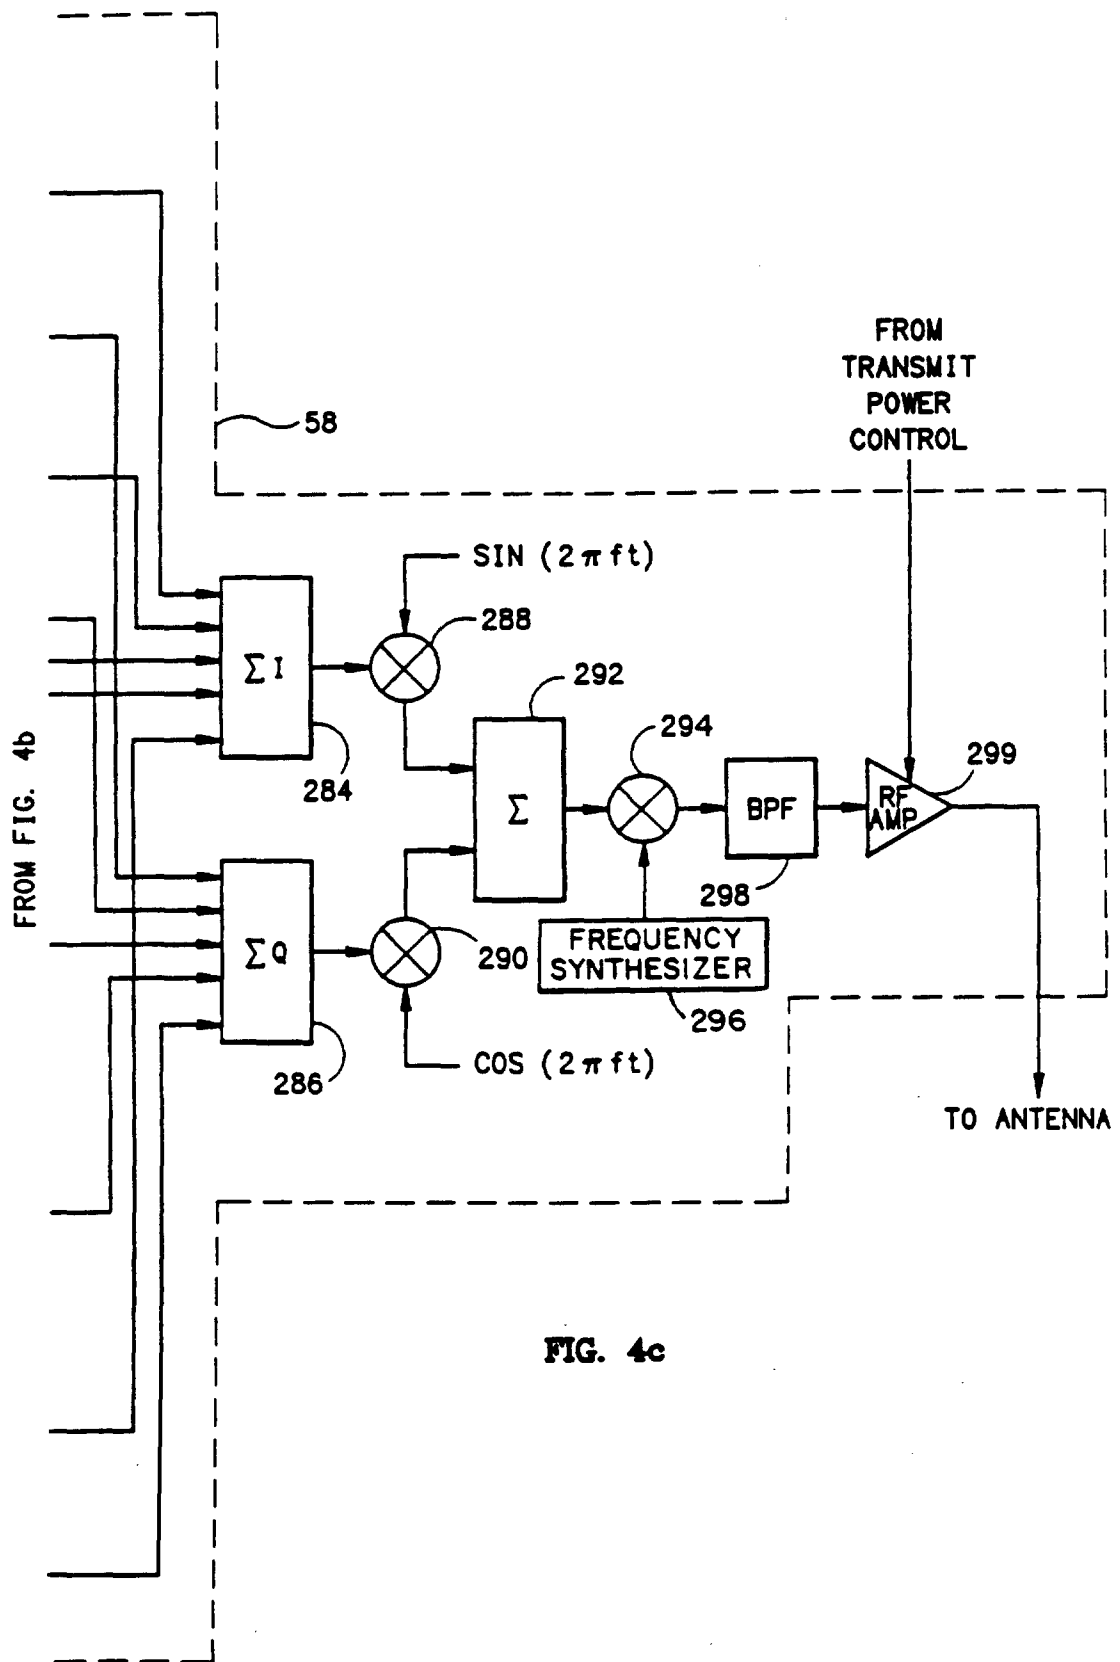 FROM
TRANSMIT
POWER
CONTROL
58
SIN (2πft)
288
ΣI
292
294
299
284
FROM FIG. 4b
Σ
BPF
RF
AMP
298
ΣQ
290
FREQUENCY
SYNTHESIZER
296
286
COS (2πft)
TO ANTENNA
FIG. 4c